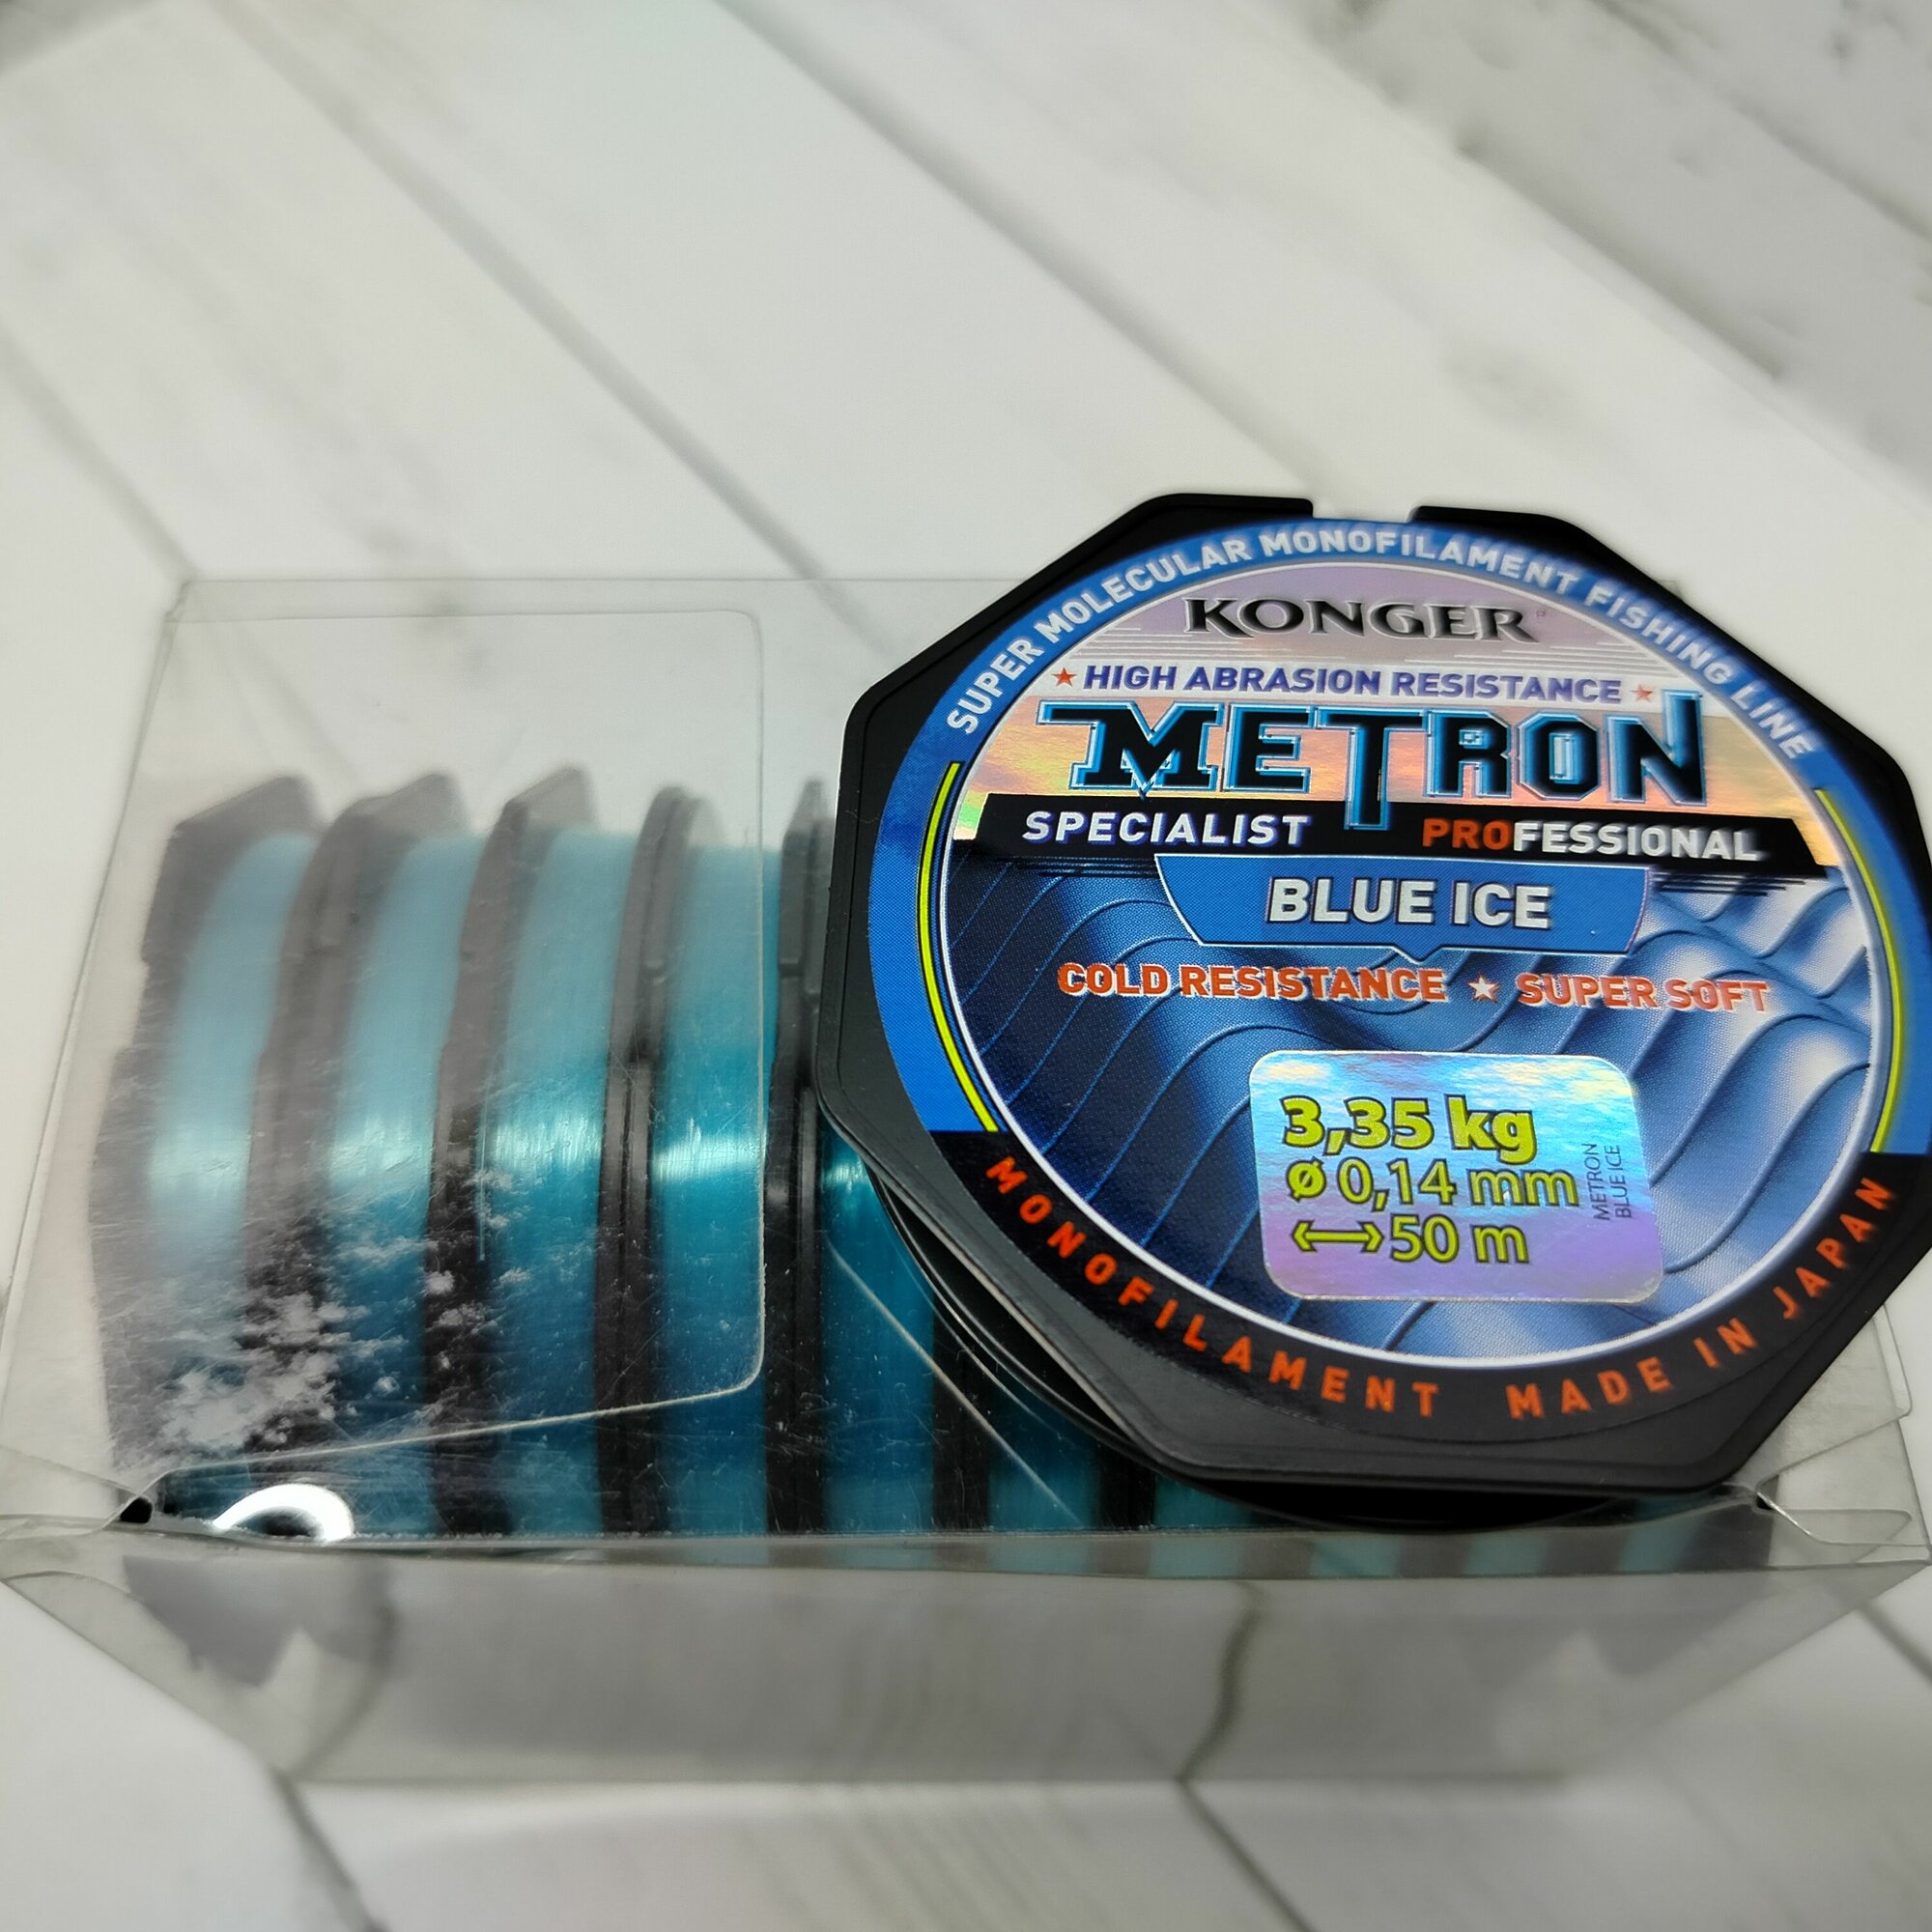 SUPER MOLECULAR MONOFILAMENT FISHING LINE
KONGER
HIGH ABRASION RESISTANCE
METRON
SPECIALIST PROFESSIONAL
BLUE ICE
COLD RESISTANCE ★ SUPER SOFT
3,35 kg
ø 0,14 mm
↔50 m
METRON
BLUE ICE
MONOFILAMENT MADE IN JAPAN